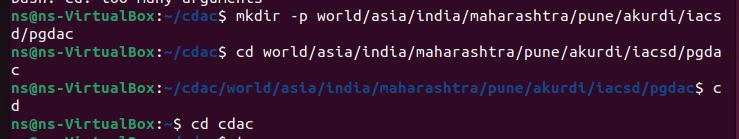 bash: cd: too many arguments
ns@ns-VirtualBox:~/cdac$ mkdir -p world/asia/india/maharashtra/pune/akurdi/iacs
d/pgdac
ns@ns-VirtualBox:~/cdac$ cd world/asia/india/maharashtra/pune/akurdi/iacsd/pgda
c
ns@ns-VirtualBox:~/cdac/world/asia/india/maharashtra/pune/akurdi/iacsd/pgdac$ c
d
ns@ns-VirtualBox:~$ cd cdac